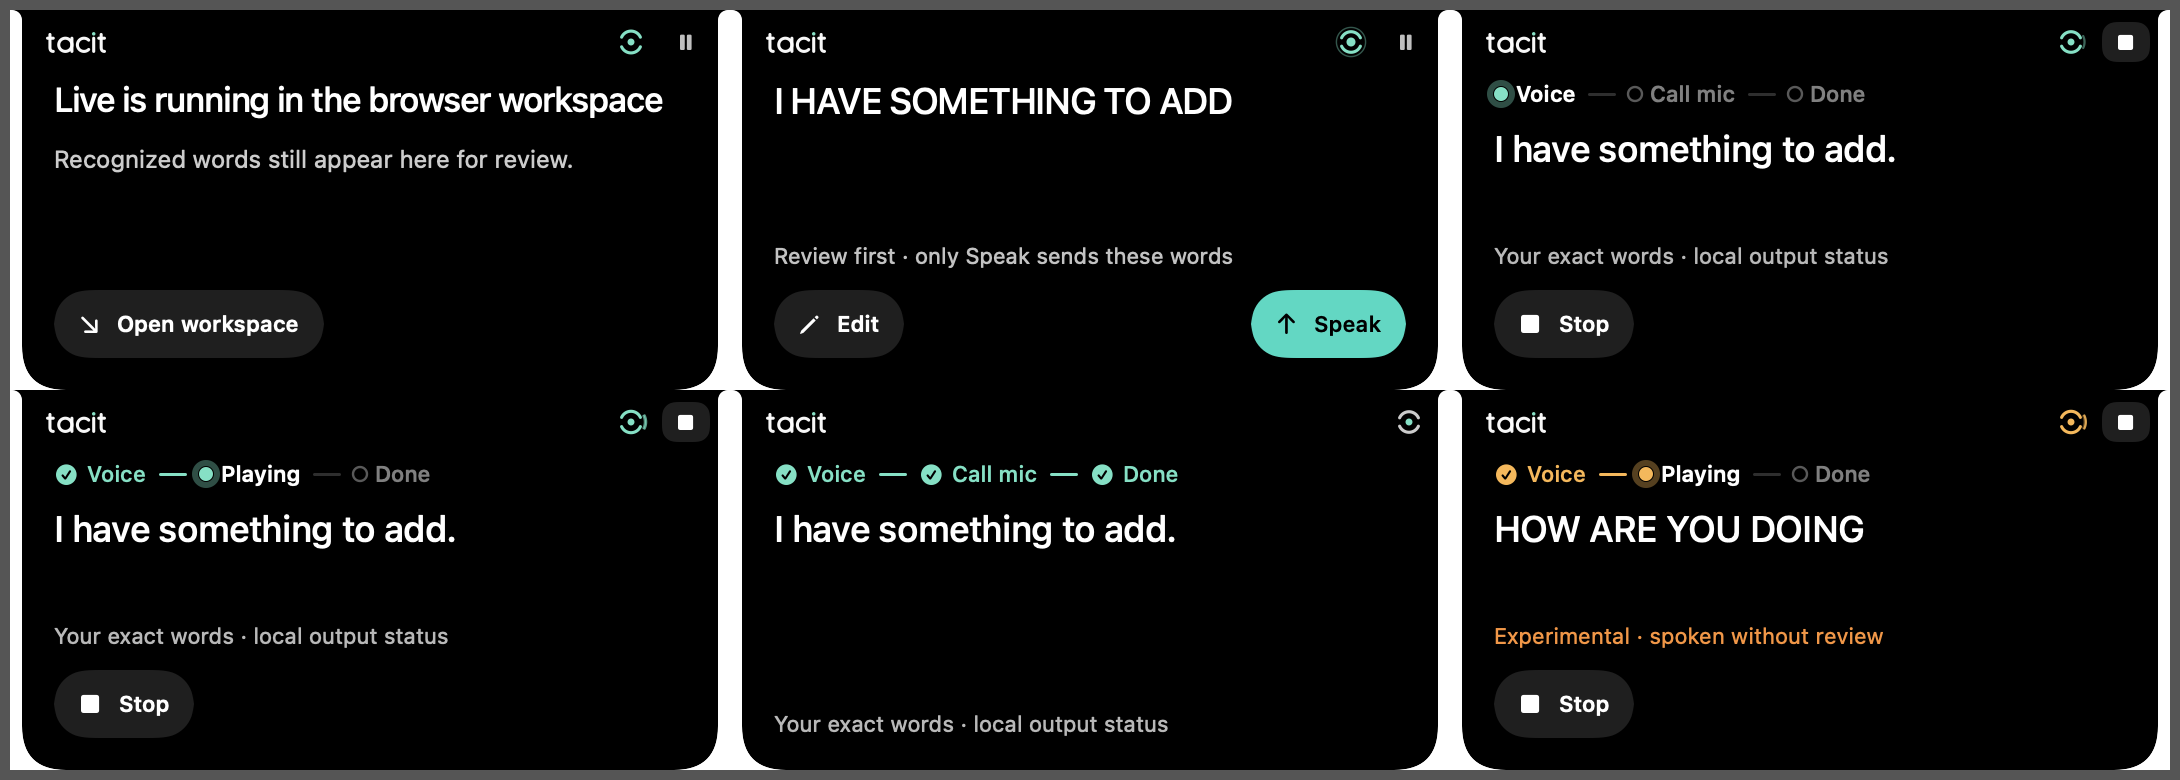 tacit
Live is running in the browser workspace
Recognized words still appear here for review.
Open workspace
tacit
I HAVE SOMETHING TO ADD
Review first · only Speak sends these words
Edit
Speak
tacit
Voice Call mic Done
I have something to add.
Your exact words · local output status
Stop
tacit
Voice Playing Done
I have something to add.
Your exact words · local output status
Stop
tacit
Voice Call mic Done
I have something to add.
Your exact words · local output status
tacit
Voice Playing Done
HOW ARE YOU DOING
Experimental · spoken without review
Stop